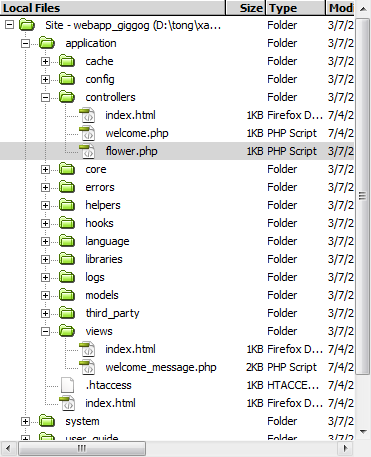 Local Files Size Type Mod
Site - webapp_giggog (D:\tong\xa... Folder 3/7/2
application Folder 3/7/2
cache Folder 3/7/2
config Folder 3/7/2
controllers Folder 3/7/2
index.html 1KB Firefox D... 7/4/2
welcome.php 1KB PHP Script 7/4/2
flower.php 1KB PHP Script 3/7/2
core Folder 3/7/2
errors Folder 3/7/2
helpers Folder 3/7/2
hooks Folder 3/7/2
language Folder 3/7/2
libraries Folder 3/7/2
logs Folder 3/7/2
models Folder 3/7/2
third_party Folder 3/7/2
views Folder 3/7/2
index.html 1KB Firefox D... 7/4/2
welcome_message.php 2KB PHP Script 7/4/2
.htaccess 1KB HTACCE... 7/4/2
index.html 1KB Firefox D... 7/4/2
system Folder 3/7/2
user_guide Folder 3/7/2